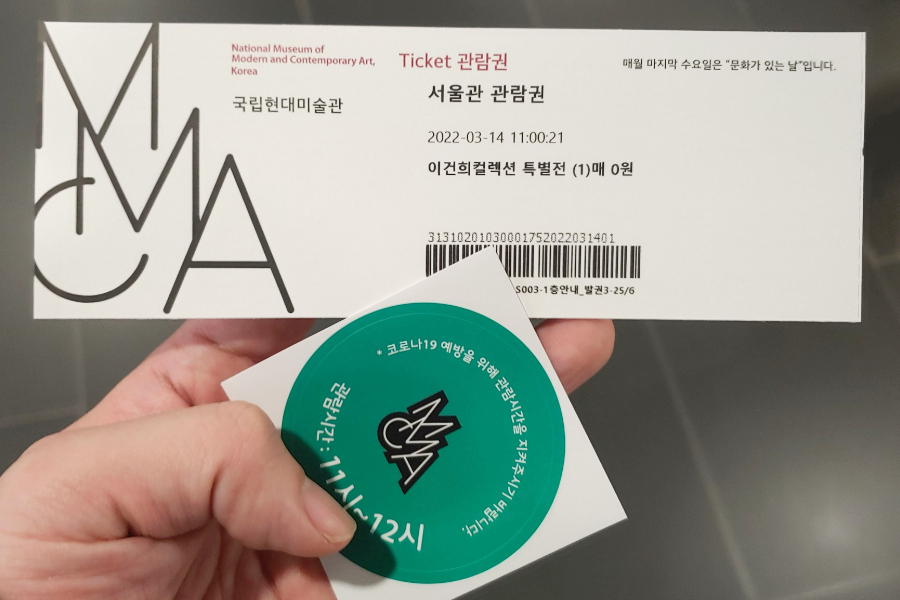 MMCA
National Museum of
Modern and Contemporary Art,
Korea
국립현대미술관
Ticket 관람권
매월 마지막 수요일은 "문화가 있는 날"입니다.
서울관 관람권
2022-03-14 11:00:21
이건희컬렉션 특별전 (1)매 0원
31310201030001752022031401
S003-1층안내_발권3-25/6
* 코로나19 예방을 위해 관람시간을 지켜주시기 바랍니다.
MMCA
관람시간 : 11시~12시